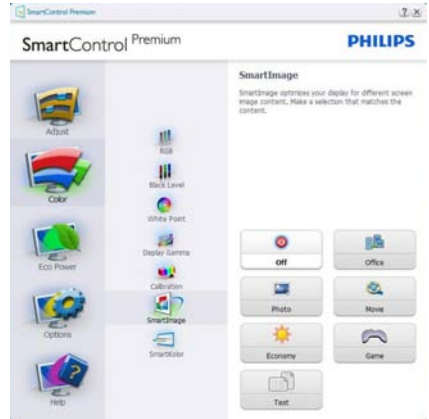 SmartControl Premium
SmartControl Premium
PHILIPS
Adjust
Color
Eco Power
Options
Help
RGB
Black Level
White Point
Display Gamma
Calibration
SmartImage
SmartKolor
SmartImage
SmartImage optimizes your display for different screen
image content. Make a selection that matches the
content.
Off
Office
Photo
Movie
Economy
Game
Text